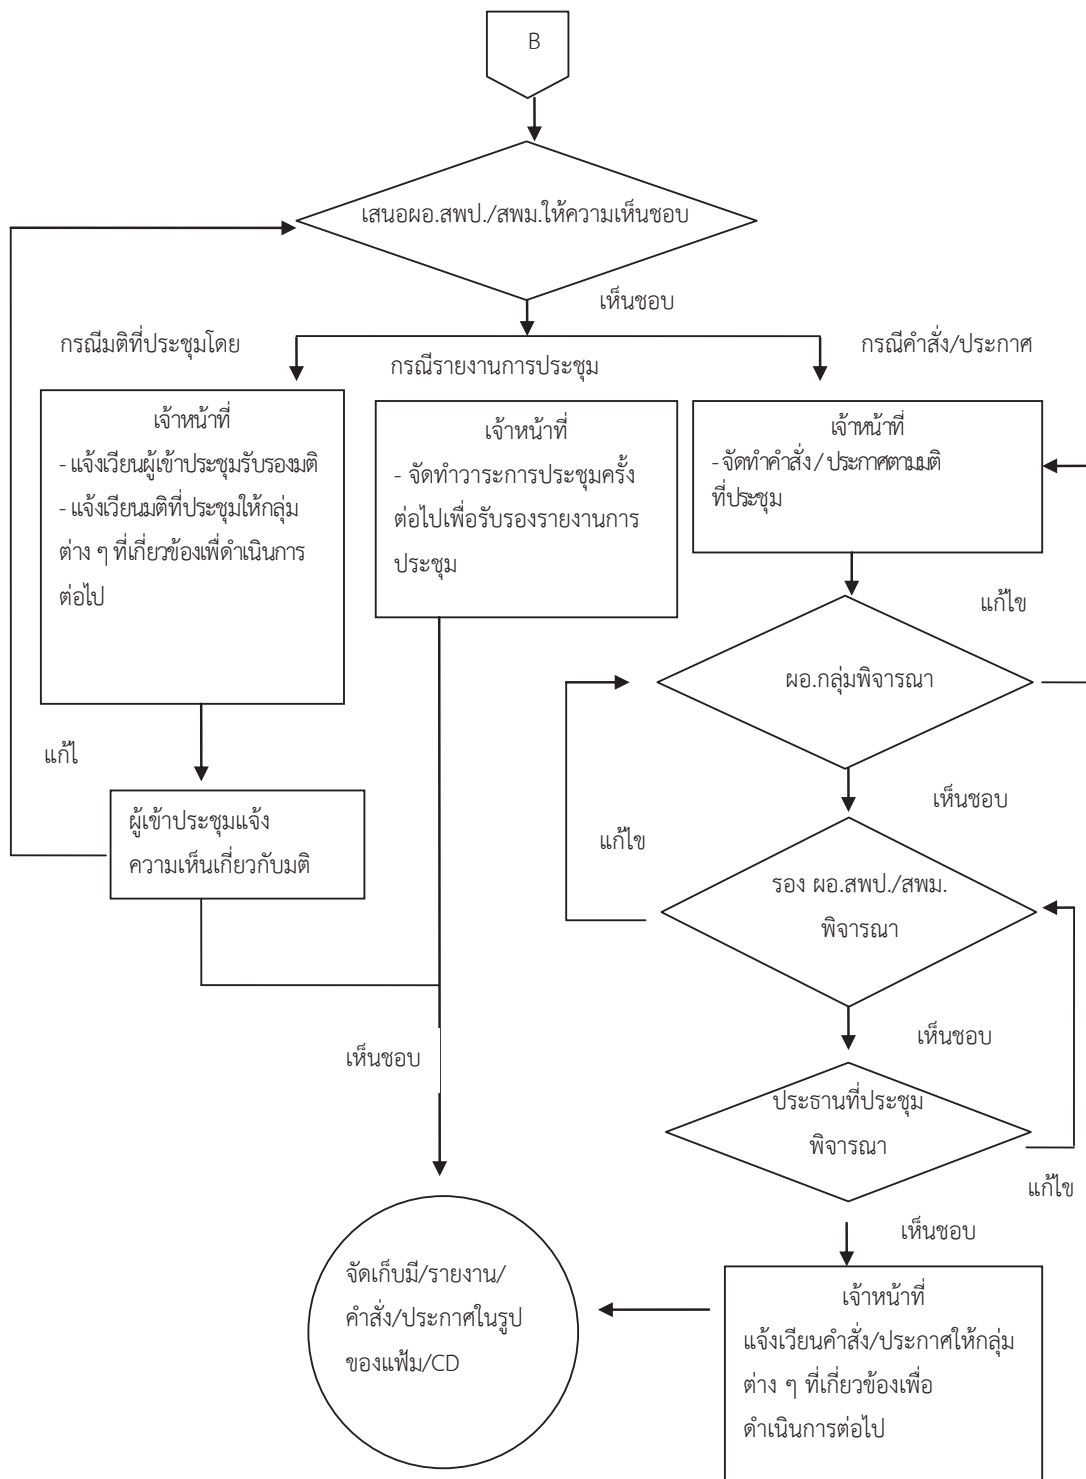 B
เสนอผอ.สพป./สพม.ให้ความเห็นชอบ
เห็นชอบ
กรณีมติที่ประชุมโดย
กรณีรายงานการประชุม
กรณีคำสั่ง/ประกาศ
เจ้าหน้าที่
- แจ้งเวียนผู้เข้าประชุมรับรองมติ
- แจ้งเวียนมติที่ประชุมให้กลุ่ม
ต่าง ๆ ที่เกี่ยวข้องเพื่อดำเนินการ
ต่อไป
เจ้าหน้าที่
- จัดทำวาระการประชุมครั้ง
ต่อไปเพื่อรับรองรายงานการ
ประชุม
เจ้าหน้าที่
- จัดทำคำสั่ง / ประกาศตามมติ
ที่ประชุม
แก้ไข
ผอ.กลุ่มพิจารณา
แก้ไ
เห็นชอบ
ผู้เข้าประชุมแจ้ง
ความเห็นเกี่ยวกับมติ
แก้ไข
รอง ผอ.สพป./สพม.
พิจารณา
เห็นชอบ
เห็นชอบ
ประธานที่ประชุม
พิจารณา
แก้ไข
เห็นชอบ
จัดเก็บมี/รายงาน/
คำสั่ง/ประกาศในรูป
ของแฟ้ม/CD
เจ้าหน้าที่
แจ้งเวียนคำสั่ง/ประกาศให้กลุ่ม
ต่าง ๆ ที่เกี่ยวข้องเพื่อ
ดำเนินการต่อไป